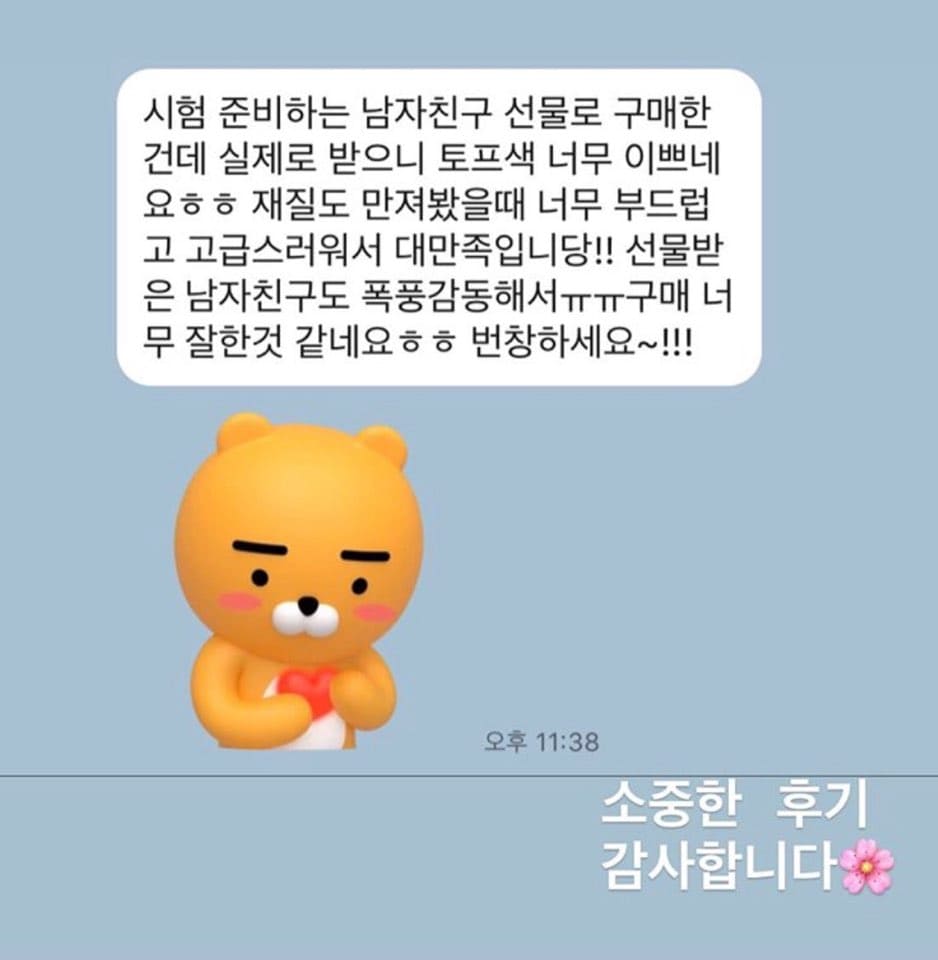 시험 준비하는 남자친구 선물로 구매한
건데 실제로 받으니 토프색 너무 이쁘네
요ㅎㅎ 재질도 만져봤을때 너무 부드럽
고 고급스러워서 대만족입니당!! 선물받
은 남자친구도 폭풍감동해서ㅠㅠ구매 너
무 잘한것 같네요ㅎㅎ 번창하세요~!!!
오후 11:38
소중한 후기
감사합니다🌸